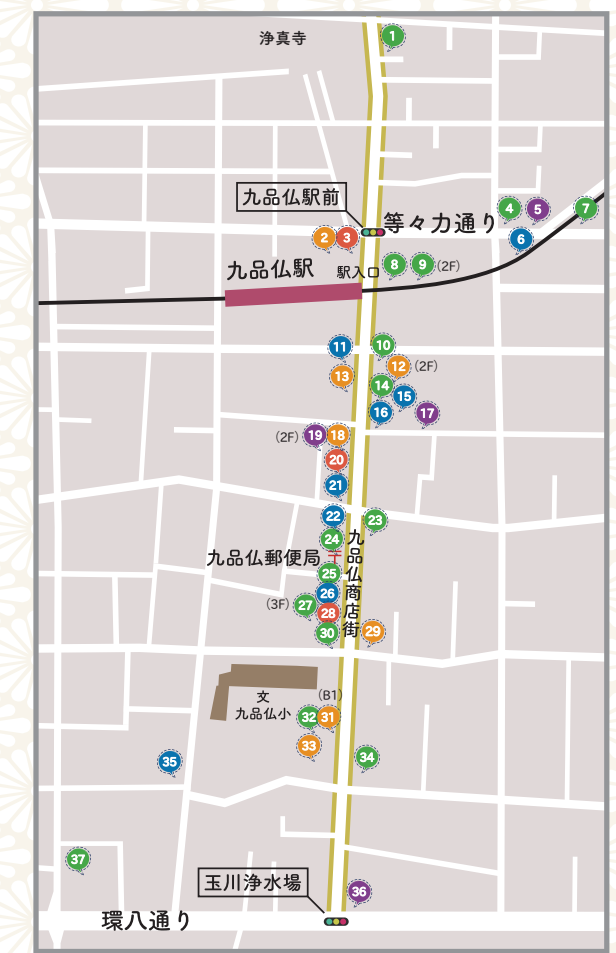 浄真寺
1
九品仏駅前
4
5
7
等々力通り
2
3
6
九品仏駅
駅入口
8
9
(2F)
11
10
12
(2F)
13
14
15
16
17
(2F)
19
18
20
21
22
23
24
九品仏郵便局
〒
九品仏商店街
25
26
(3F)
27
28
30
29
文
九品仏小
(B1)
32
31
33
34
35
37
玉川浄水場
36
環八通り